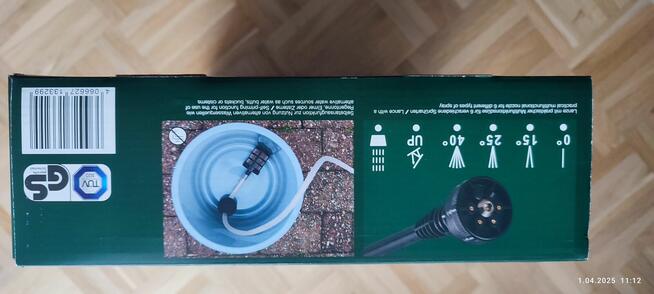 0° 15° 25° 40° UP
Lanze mit praktischer Multifunktionsdüse für 6 verschiedene Sprüharten / Lance with a
practical multifunctional nozzle for 6 different types of spray
Selbstansaugfunktion zur Nutzung von alternativen Wasserquellen wie
Regentonne, Eimer oder Zisterne / Self-priming function for the use of
alternative water sources such as water butts, buckets or cisterns
TÜV
SÜD
GS
4 066627 133299
1.04.2025 11:12